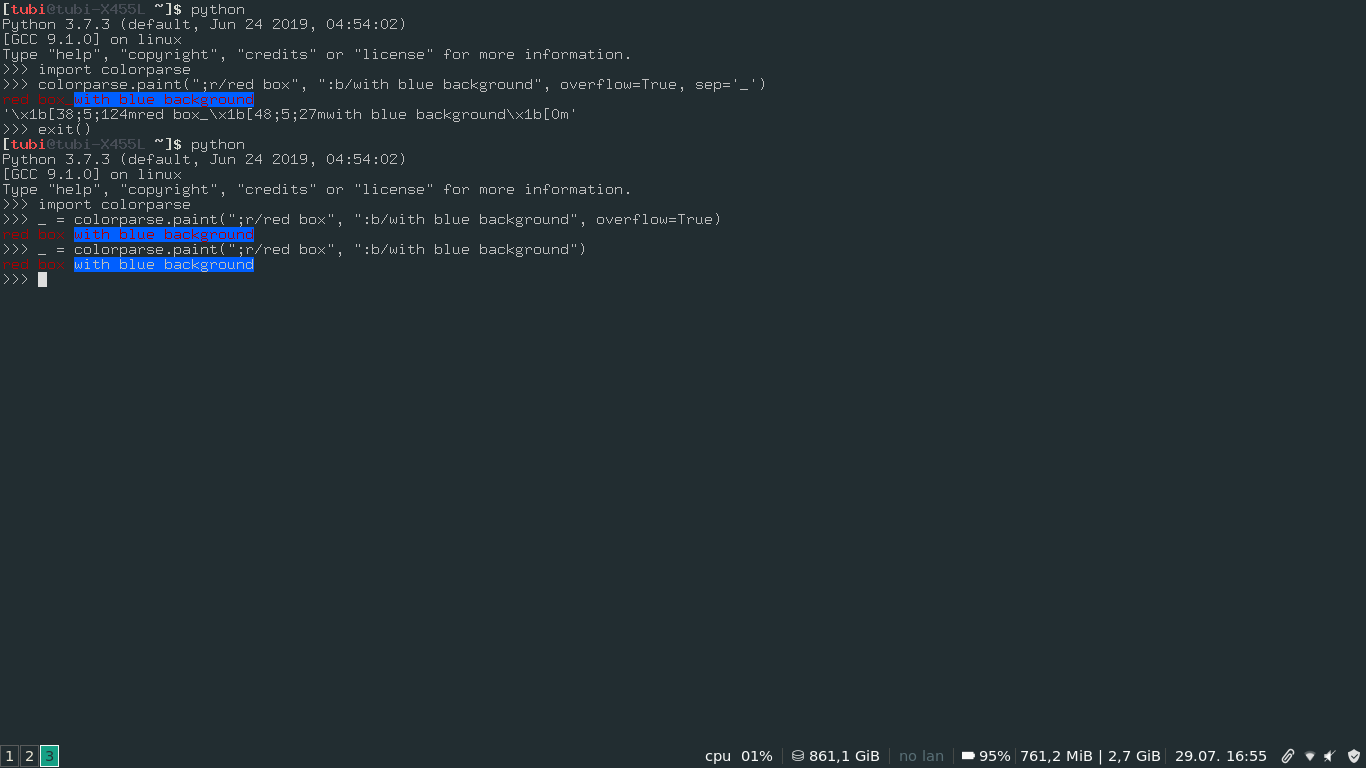 [tubi@tubi-X455L ~]$ python
Python 3.7.3 (default, Jun 24 2019, 04:54:02)
[GCC 9.1.0] on linux
Type "help", "copyright", "credits" or "license" for more information.
>>> import colorparse
>>> colorparse.paint(";r/red box", ":b/with blue background", overflow=True, sep='_')
red box_with blue background
'\x1b[38;5;124mred box_\x1b[48;5;27mwith blue background\x1b[0m'
>>> exit()
[tubi@tubi-X455L ~]$ python
Python 3.7.3 (default, Jun 24 2019, 04:54:02)
[GCC 9.1.0] on linux
Type "help", "copyright", "credits" or "license" for more information.
>>> import colorparse
>>> _ = colorparse.paint(";r/red box", ":b/with blue background", overflow=True)
red box with blue background
>>> _ = colorparse.paint(";r/red box", ":b/with blue background")
red box with blue background
>>>
1 2 3 cpu 01% 861,1 GiB no lan 95% 761,2 MiB | 2,7 GiB 29.07. 16:55